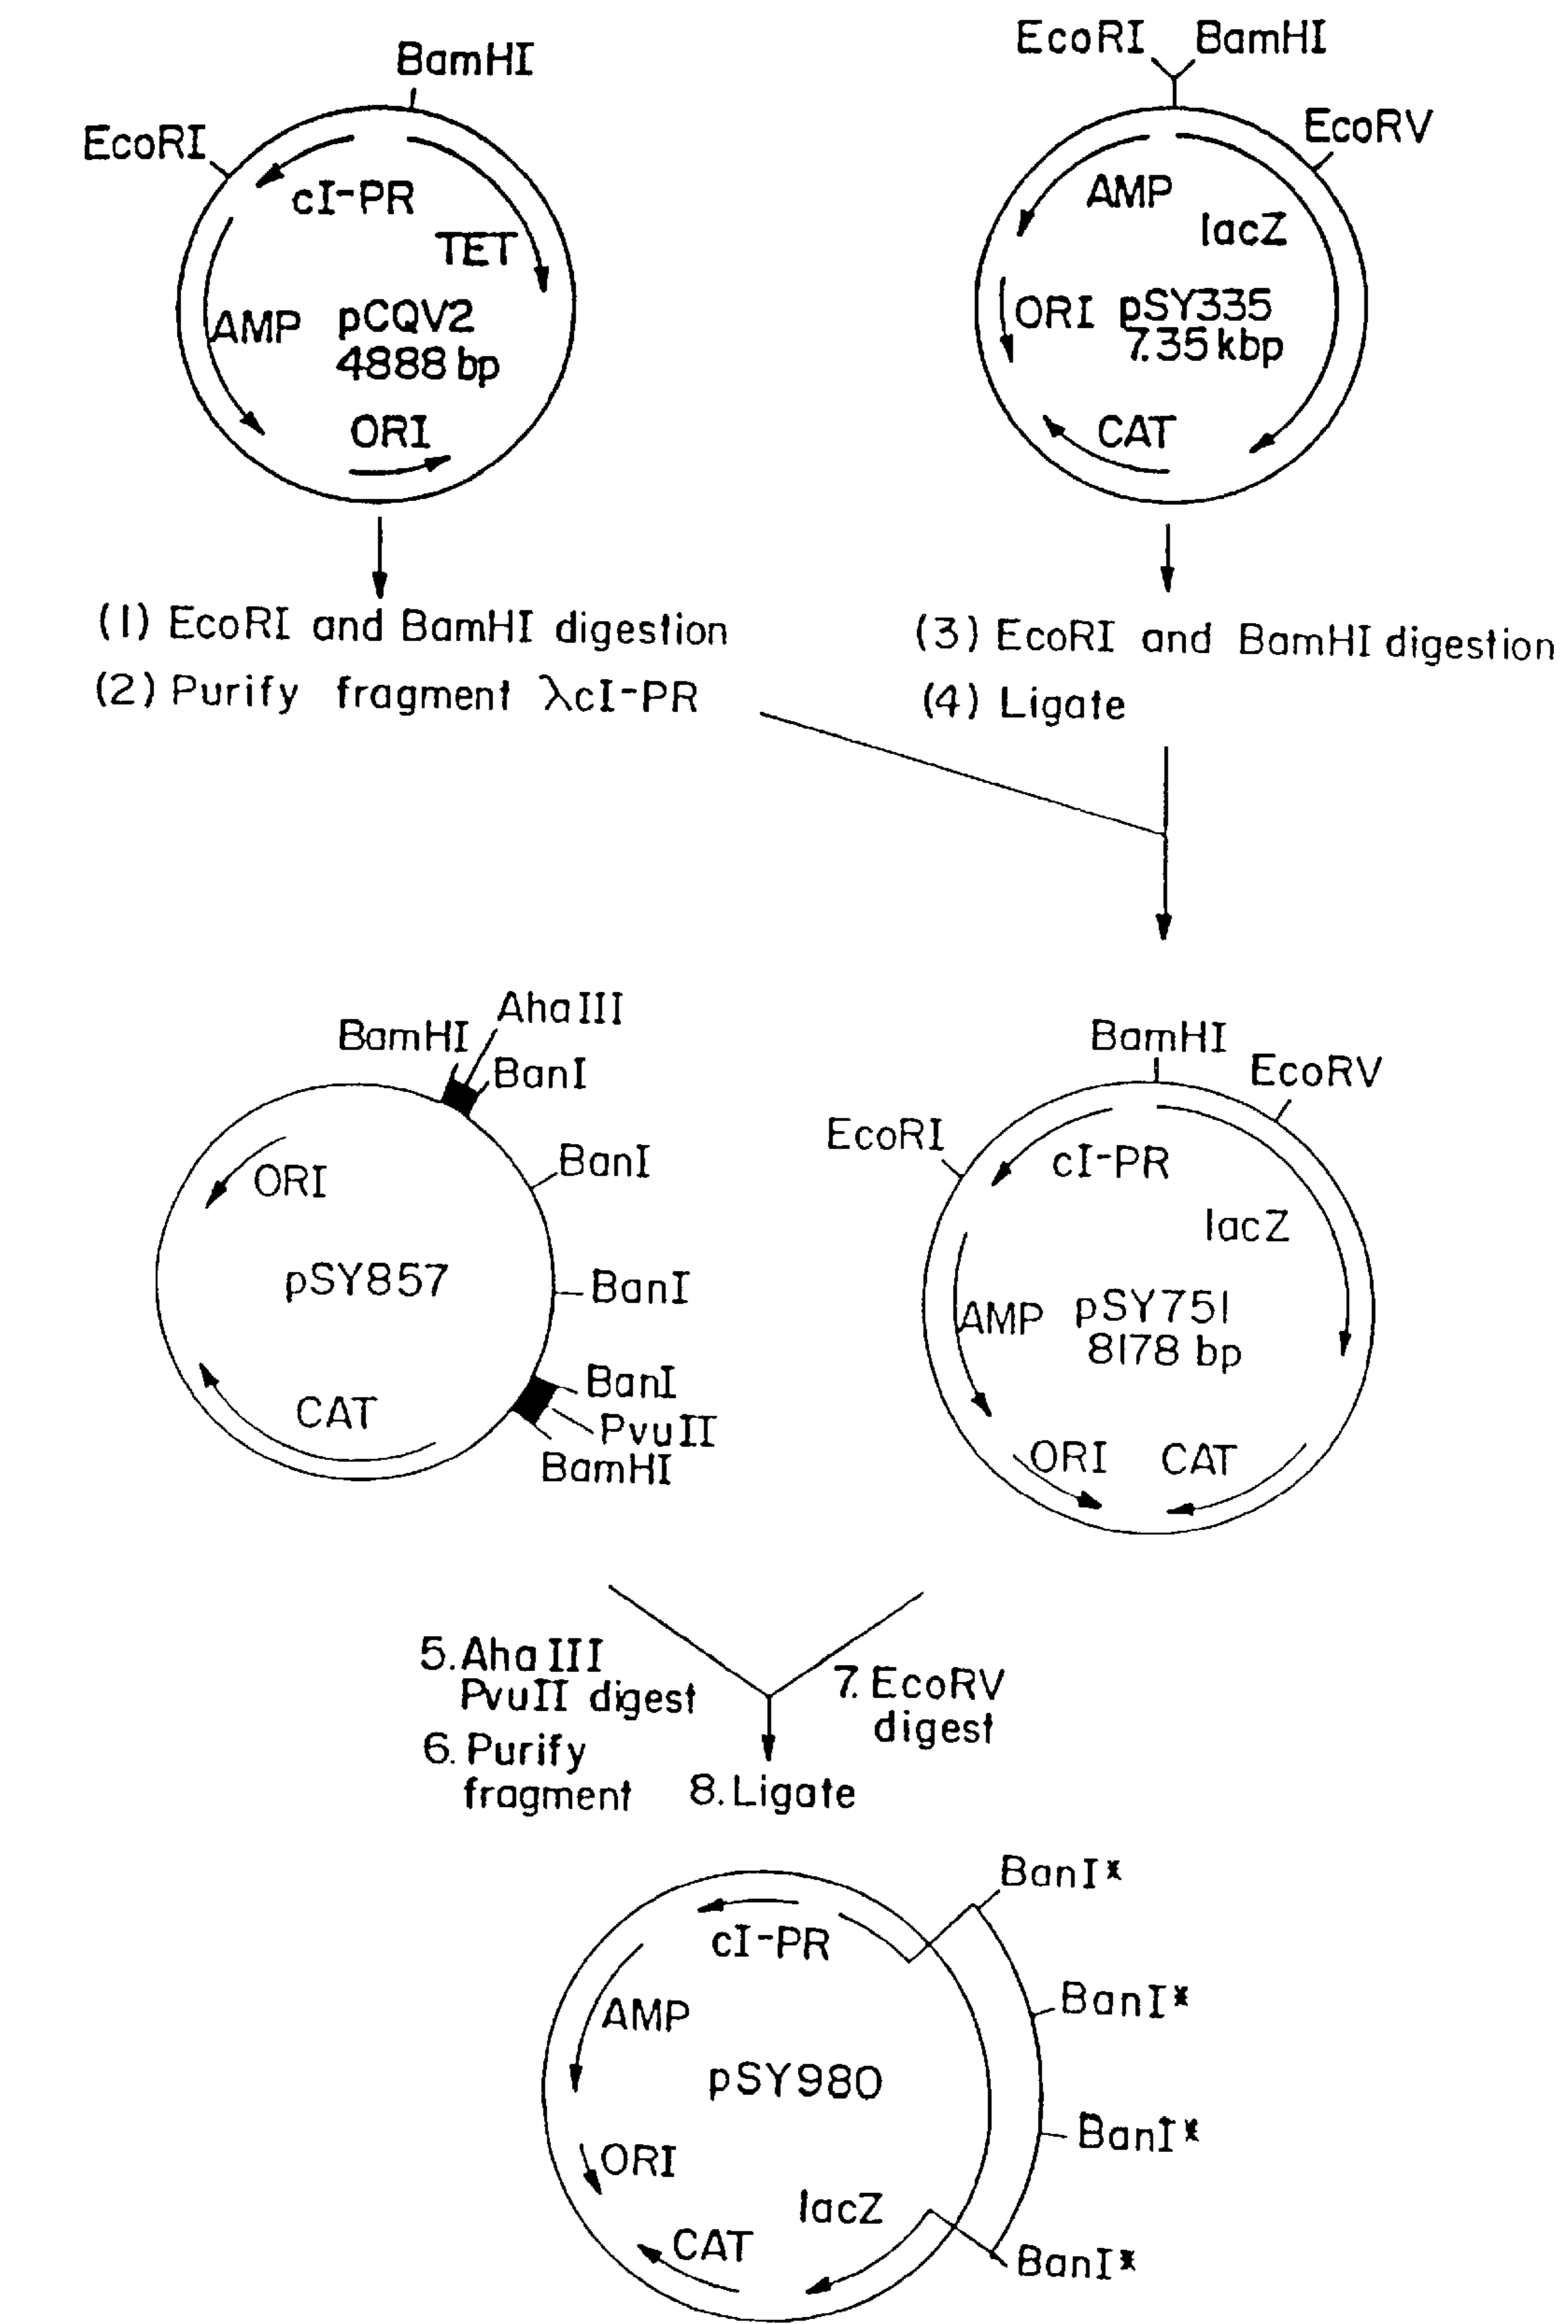 BamHI
EcoRI
cI-PR
TET
AMP
pCQV2
4888 bp
ORI
EcoRI
BamHI
EcoRV
AMP
lacZ
ORI
pSY335
7.35 kbp
CAT
(1) EcoRI and BamHI digestion
(2) Purify fragment λcI-PR
(3) EcoRI and BamHI digestion
(4) Ligate
AhaIII
BamHI
BanI
BanI
ORI
pSY857
BanI
BanI
CAT
PvuII
BamHI
BamHI
EcoRV
EcoRI
cI-PR
lacZ
AMP
pSY751
8178 bp
ORI
CAT
5. AhaIII
PvuII digest
6. Purify
fragment
7. EcoRV
digest
8. Ligate
BanI*
cI-PR
BanI*
AMP
pSY980
BanI*
ORI
lacZ
CAT
BanI*